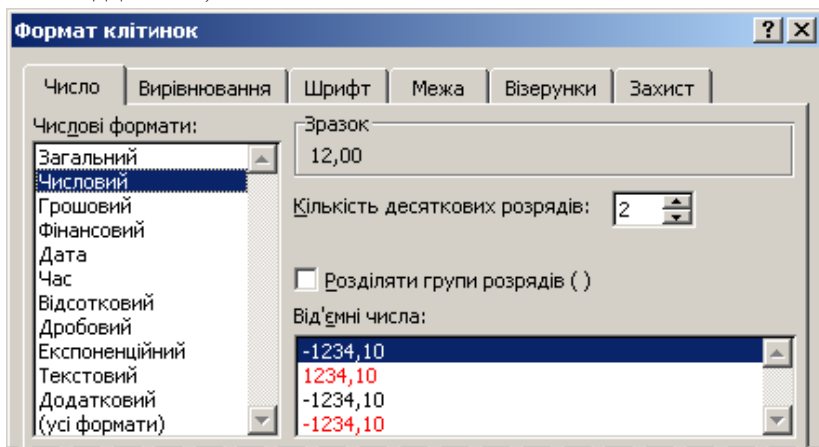 Формат клітинок
Число Вирівнювання Шрифт Межа Візерунки Захист
Числові формати:
Загальний
Числовий
Грошовий
Фінансовий
Дата
Час
Відсотковий
Дробовий
Експоненційний
Текстовий
Додатковий
(усі формати)
Зразок
12,00
Кількість десяткових розрядів: 2
Розділяти групи розрядів ( )
Від'ємні числа:
-1234,10
1234,10
-1234,10
-1234,10